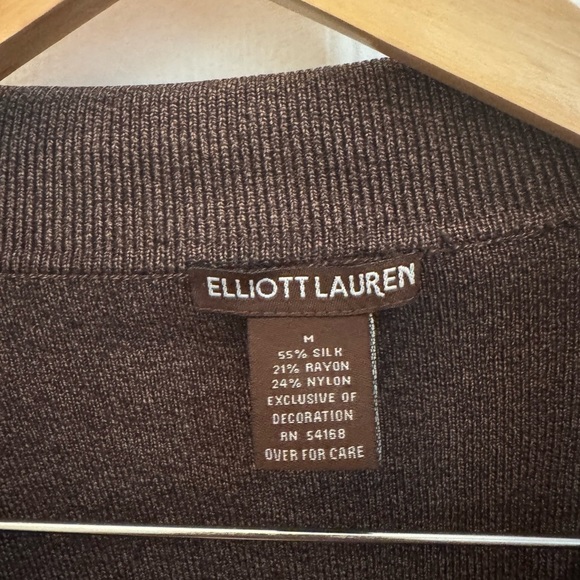 ELLIOTT LAUREN
M
55% SILK
21% RAYON
24% NYLON
EXCLUSIVE OF
DECORATION
RN 54168
OVER FOR CARE